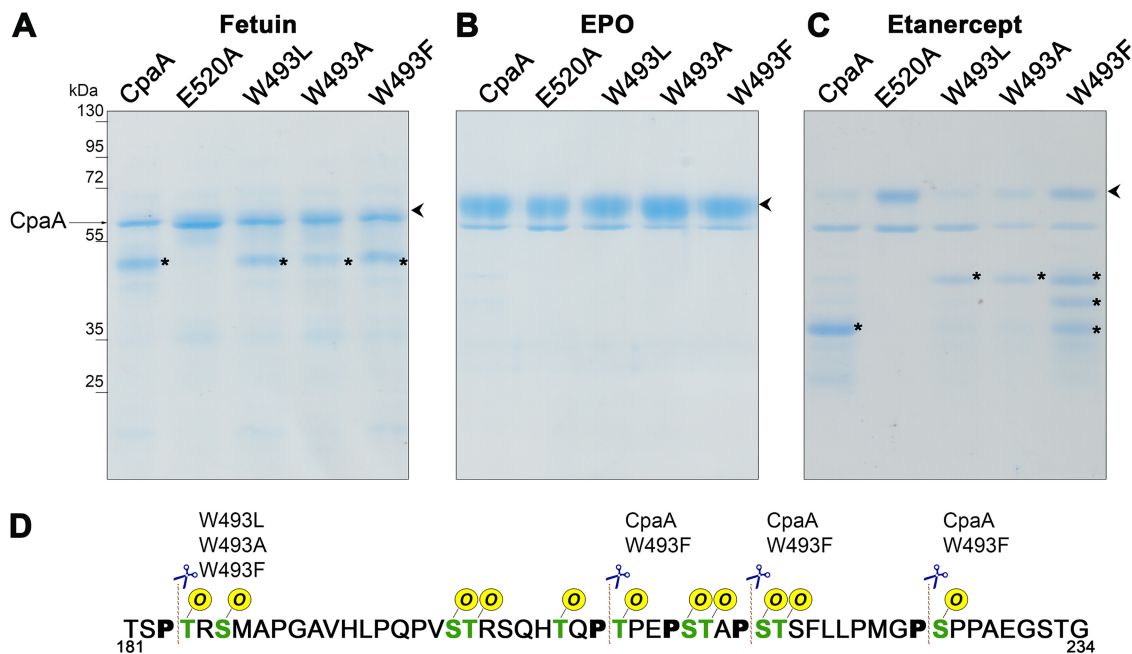 A Fetuin
CpaA E520A W493L W493A W493F
kDa
130
95
72
CpaA
55
35
25
* * * *
B EPO
CpaA E520A W493L W493A W493F
C Etanercept
CpaA E520A W493L W493A W493F
* * * * * *
D
W493L
W493A
W493F
CpaA
W493F
CpaA
W493F
CpaA
W493F
O O O O O O O O O O O
TSPTRSMAPGAVHLPQPVSTRSQHTQPTPEPSTAPSTSFLLPMGPSPPAEGSTG
181 234